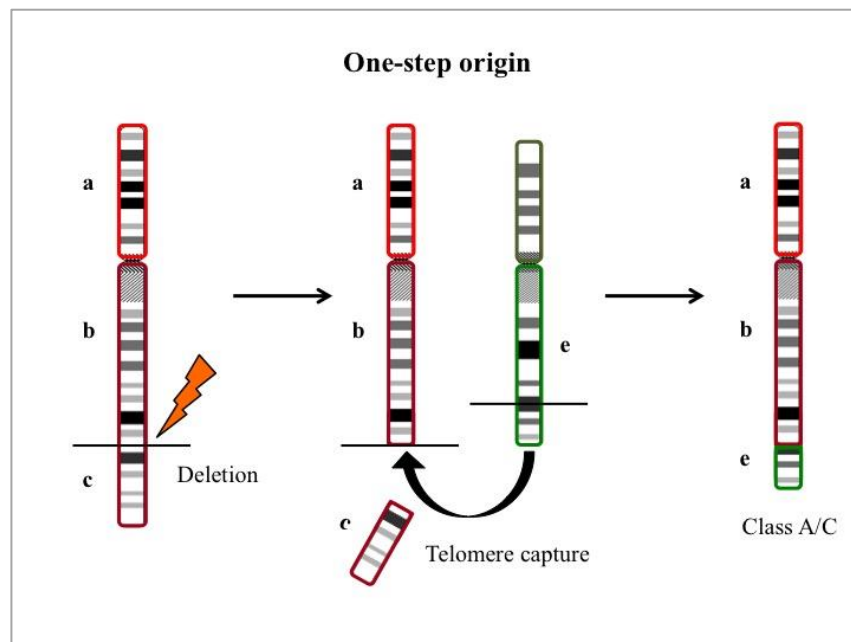 One-step origin
a
a
a
b
b
e
b
c
Deletion
c
Telomere capture
e
Class A/C